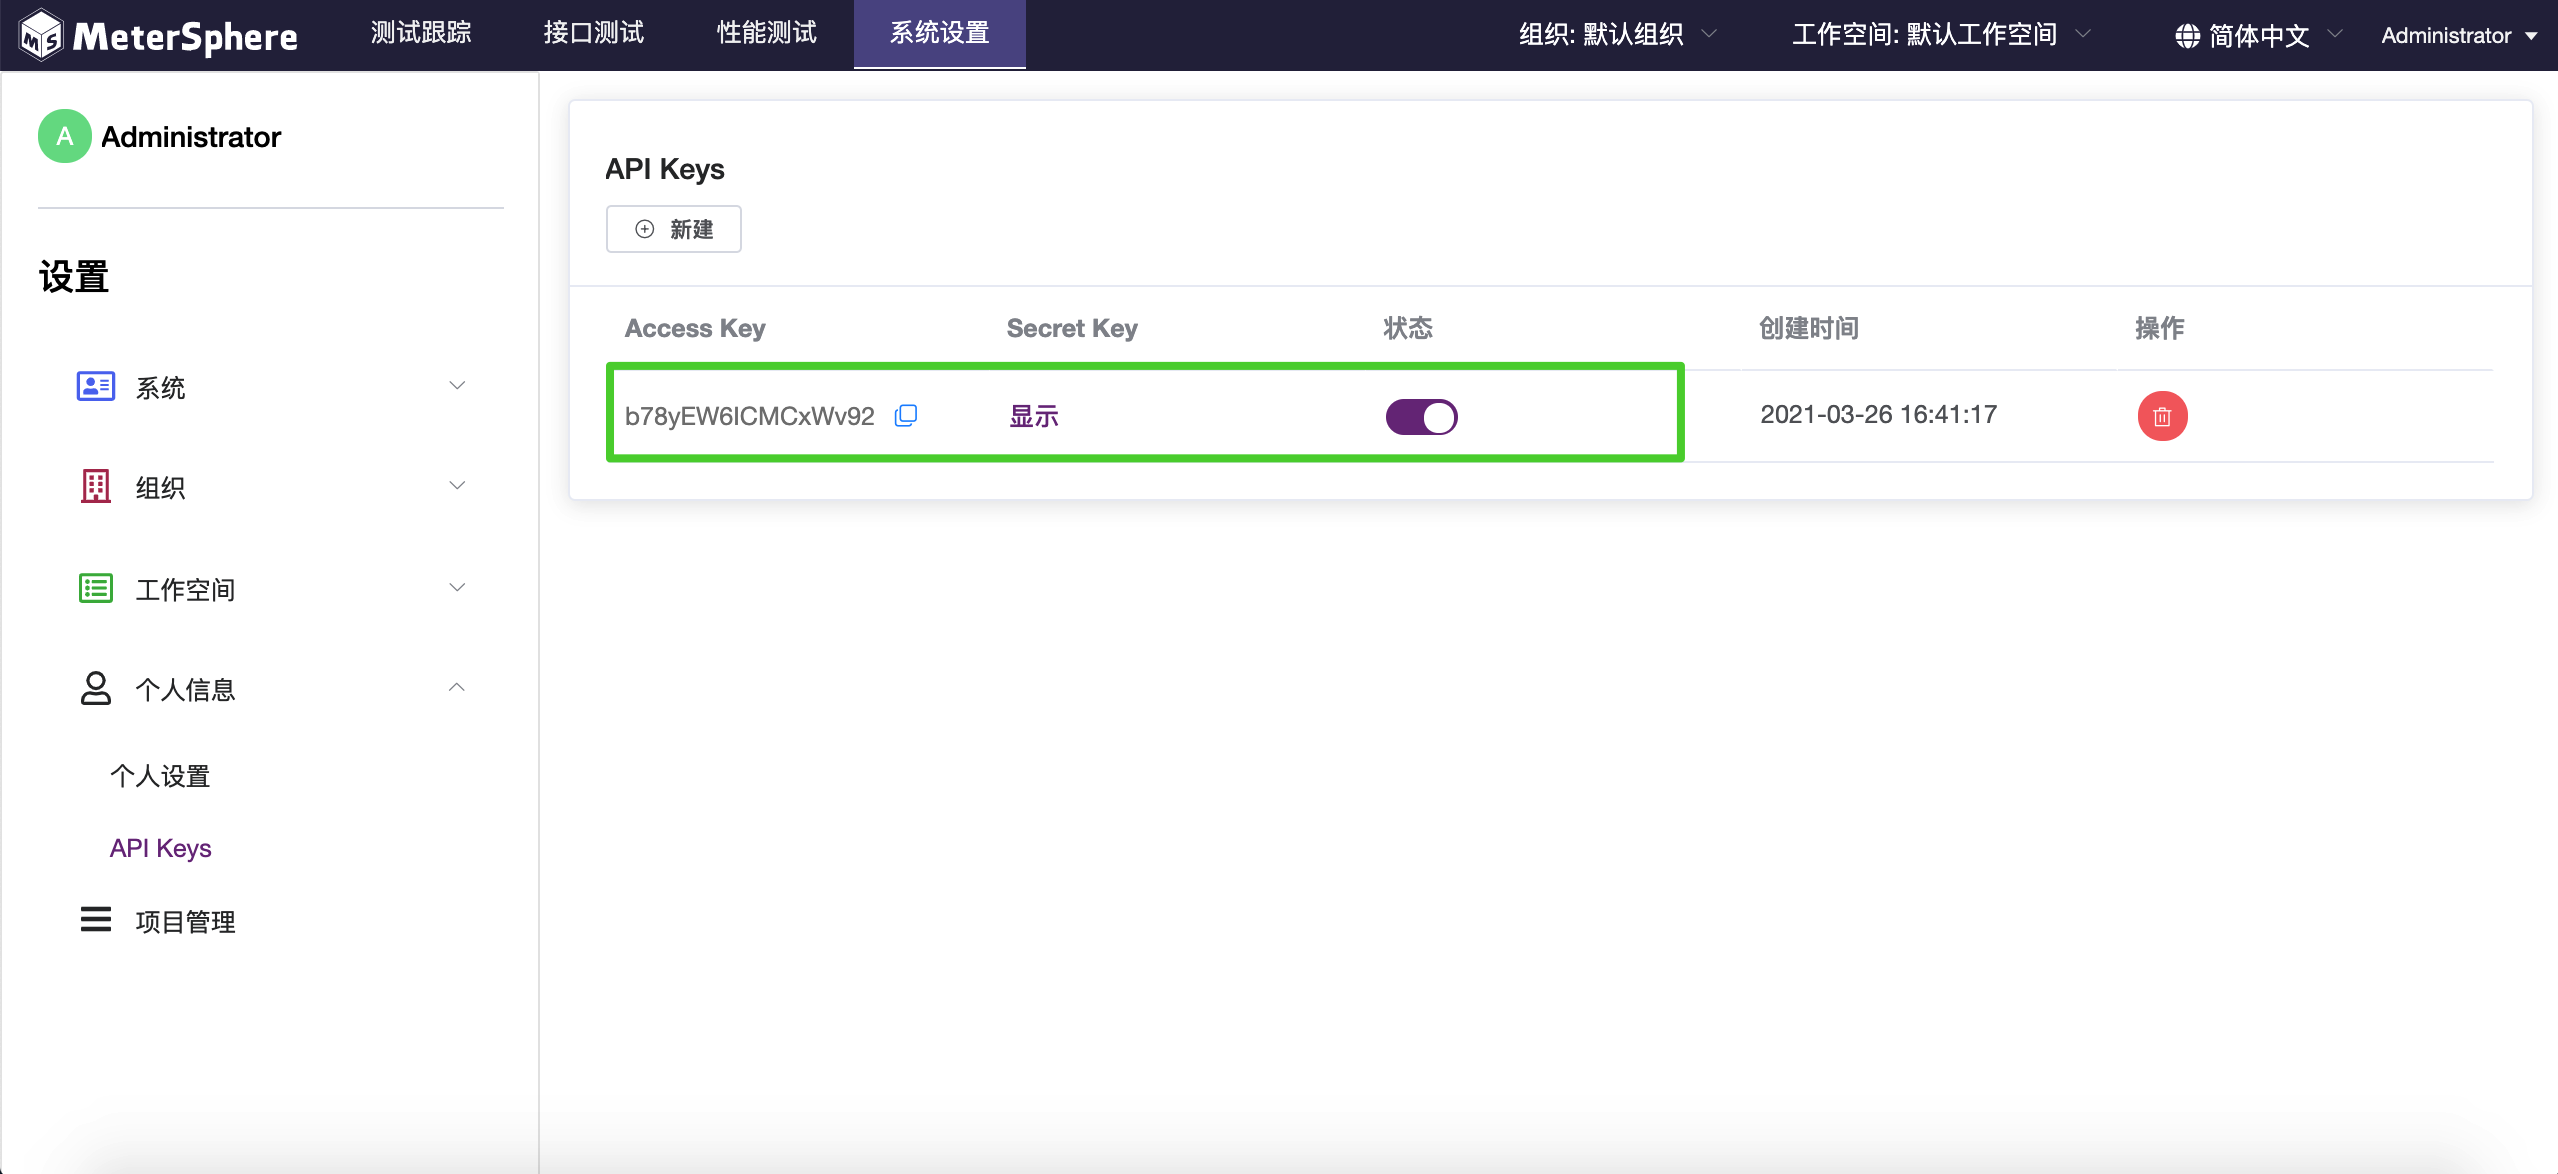 MeterSphere 测试跟踪 接口测试 性能测试 系统设置 组织: 默认组织 工作空间: 默认工作空间 简体中文 Administrator
A Administrator
设置
系统
组织
工作空间
个人信息
个人设置
API Keys
项目管理
API Keys
新建
Access Key Secret Key 状态 创建时间 操作
b78yEW6ICMCxWv92 显示 2021-03-26 16:41:17